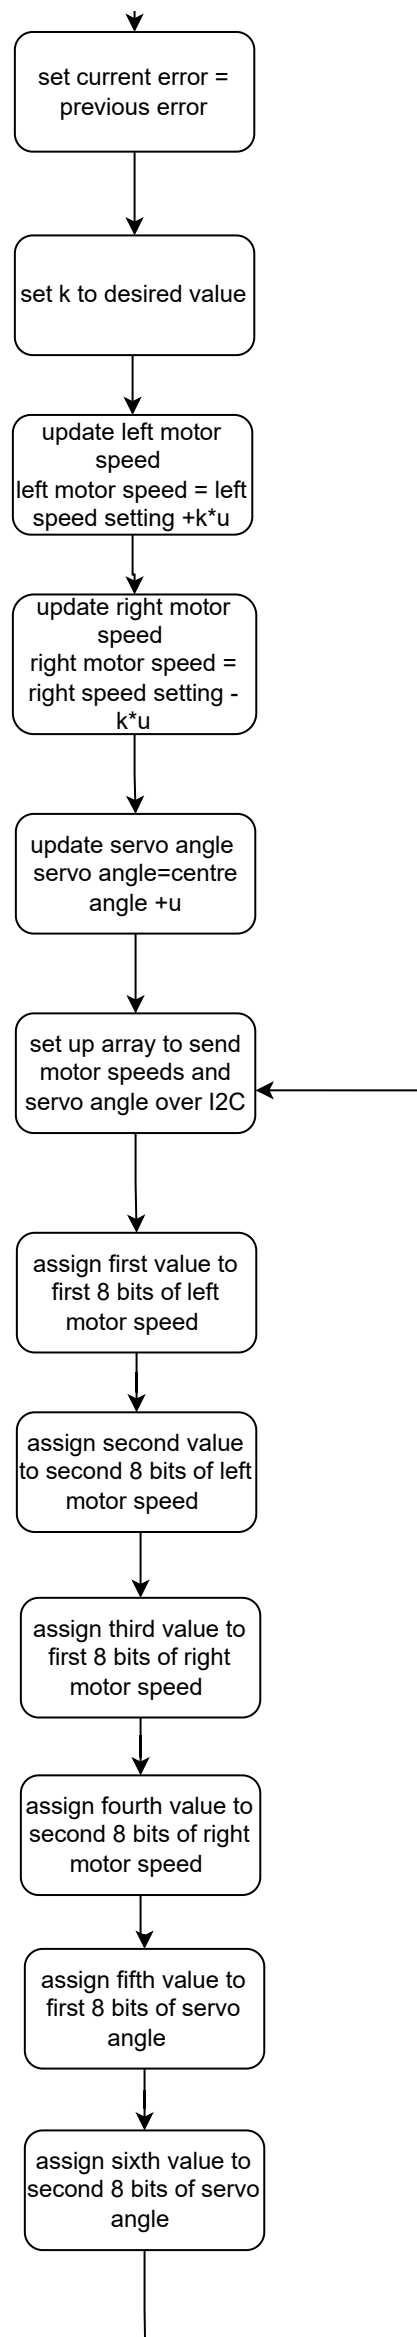 set current error =
previous error
set k to desired value
update left motor
speed
left motor speed = left
speed setting +k*u
update right motor
speed
right motor speed =
right speed setting -
k*u
update servo angle
servo angle=centre
angle +u
set up array to send
motor speeds and
servo angle over I2C
assign first value to
first 8 bits of left
motor speed
assign second value
to second 8 bits of left
motor speed
assign third value to
first 8 bits of right
motor speed
assign fourth value to
second 8 bits of right
motor speed
assign fifth value to
first 8 bits of servo
angle
assign sixth value to
second 8 bits of servo
angle